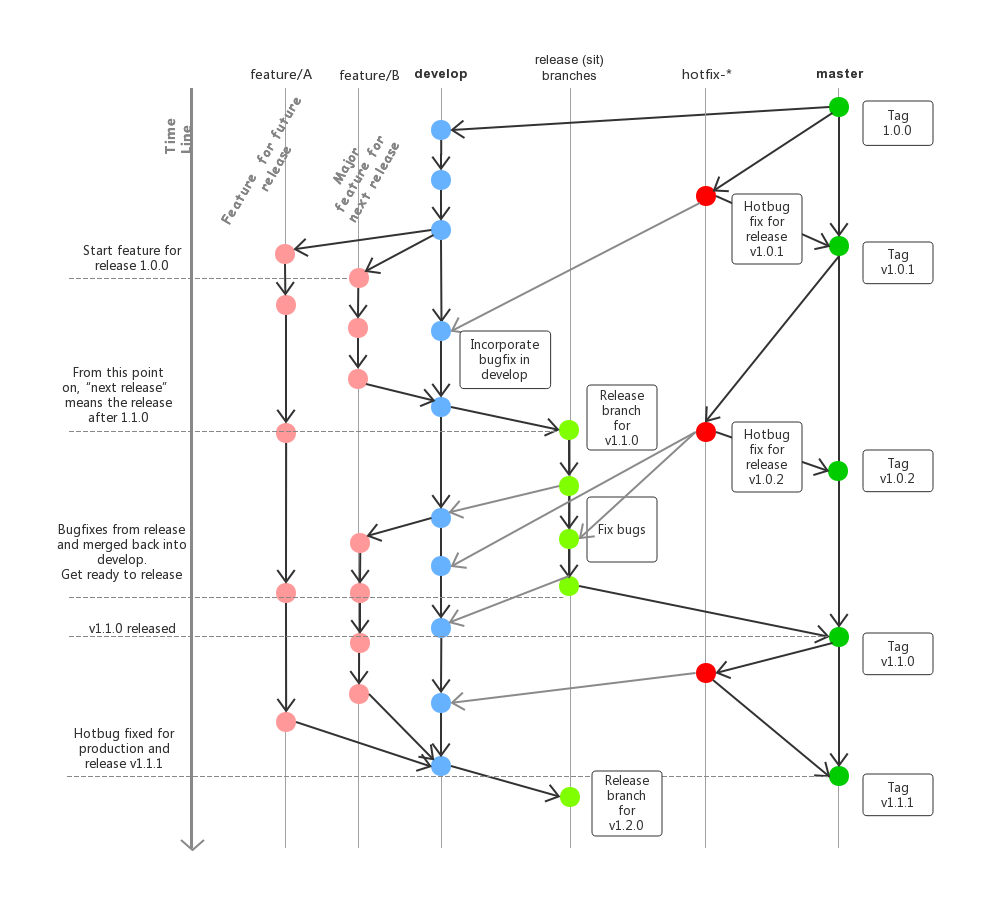 feature/A
feature/B
develop
release (sit)
branches
hotfix-*
master
Time
Line
Feature for future
release
Major
feature for
next release
Tag
1.0.0
Hotbug
fix for
release
v1.0.1
Tag
v1.0.1
Start feature for
release 1.0.0
Incorporate
bugfix in
develop
From this point
on, “next release”
means the release
after 1.1.0
Release
branch
for
v1.1.0
Hotbug
fix for
release
v1.0.2
Tag
v1.0.2
Bugfixes from release
and merged back into
develop.
Get ready to release
Fix bugs
v1.1.0 released
Tag
v1.1.0
Hotbug fixed for
production and
release v1.1.1
Release
branch
for
v1.2.0
Tag
v1.1.1